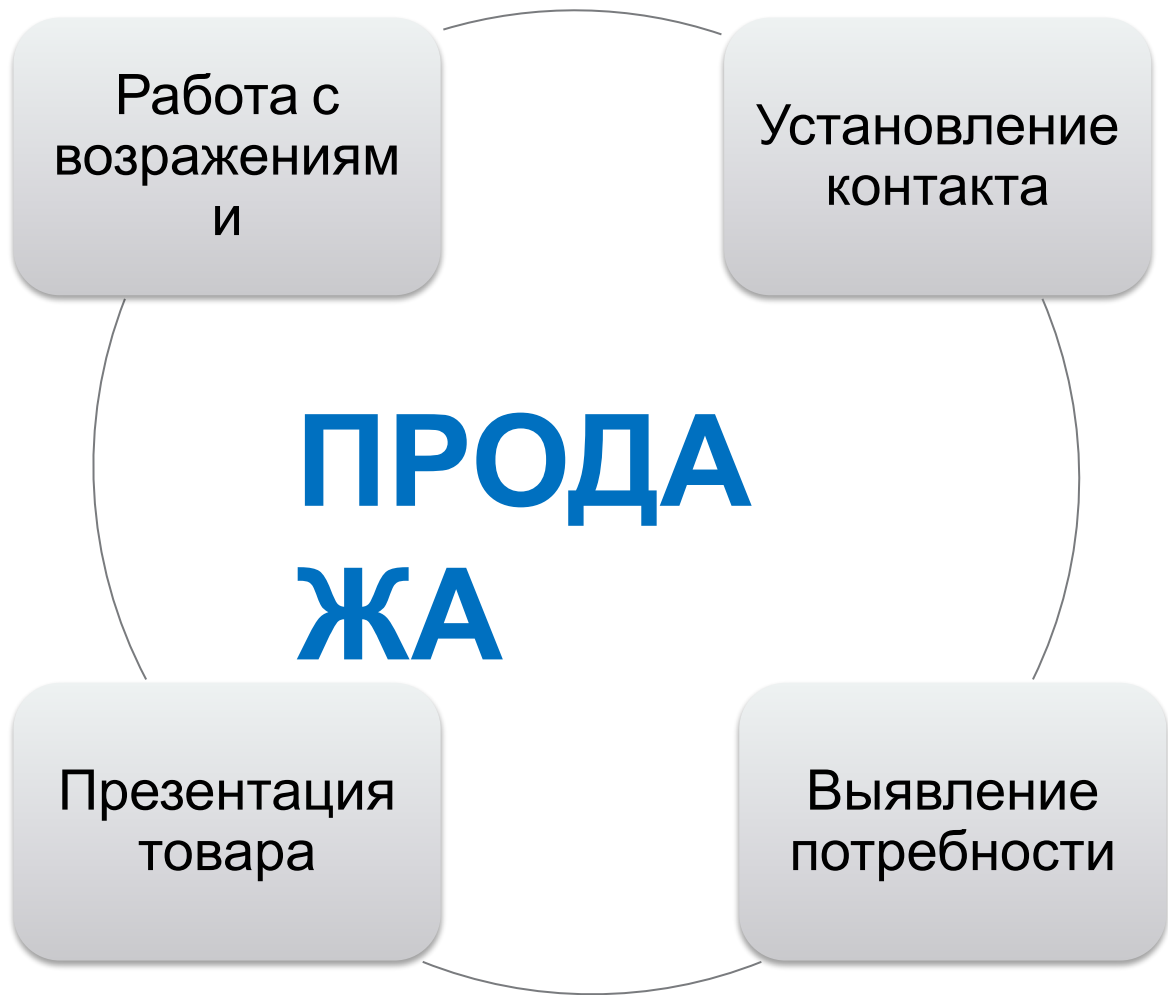 Работа с
возражениям
и
Установление
контакта
ПРОДА
ЖА
Презентация
товара
Выявление
потребности